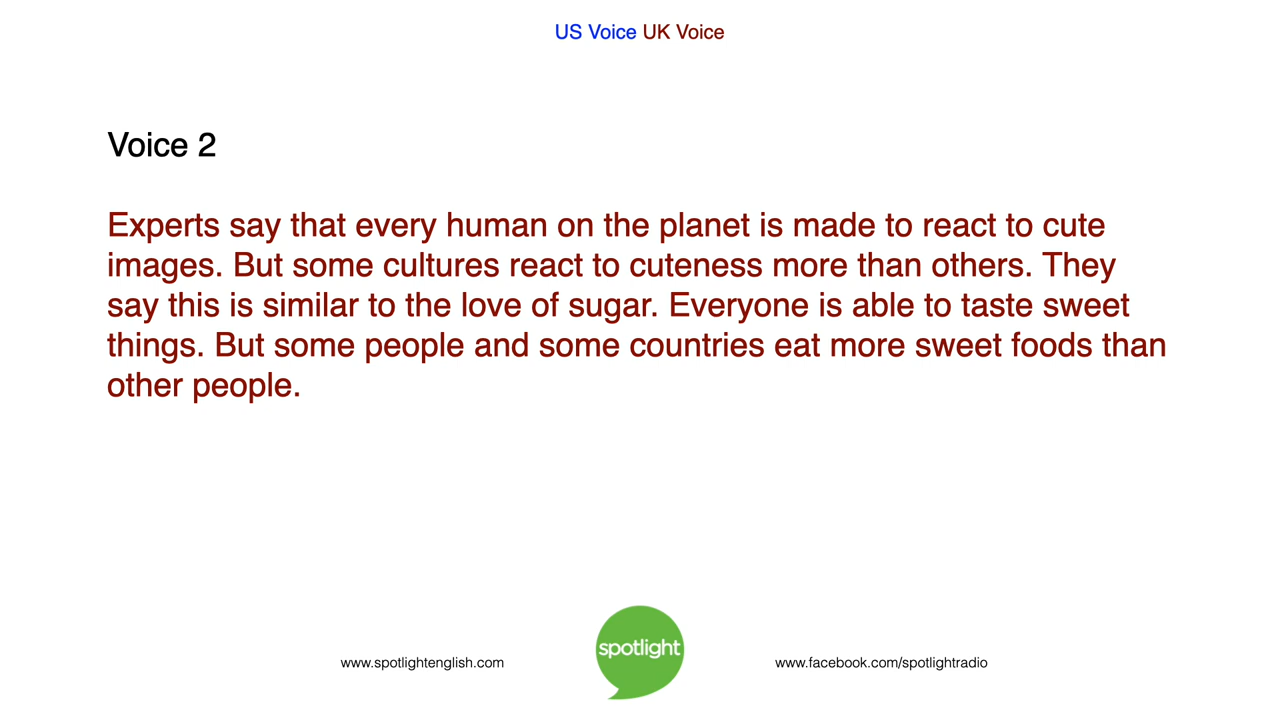 US Voice UK Voice
Voice 2
Experts say that every human on the planet is made to react to cute
images. But some cultures react to cuteness more than others. They
say this is similar to the love of sugar. Everyone is able to taste sweet
things. But some people and some countries eat more sweet foods than
other people.
www.spotlightenglish.com
spotlight
www.facebook.com/spotlightradio